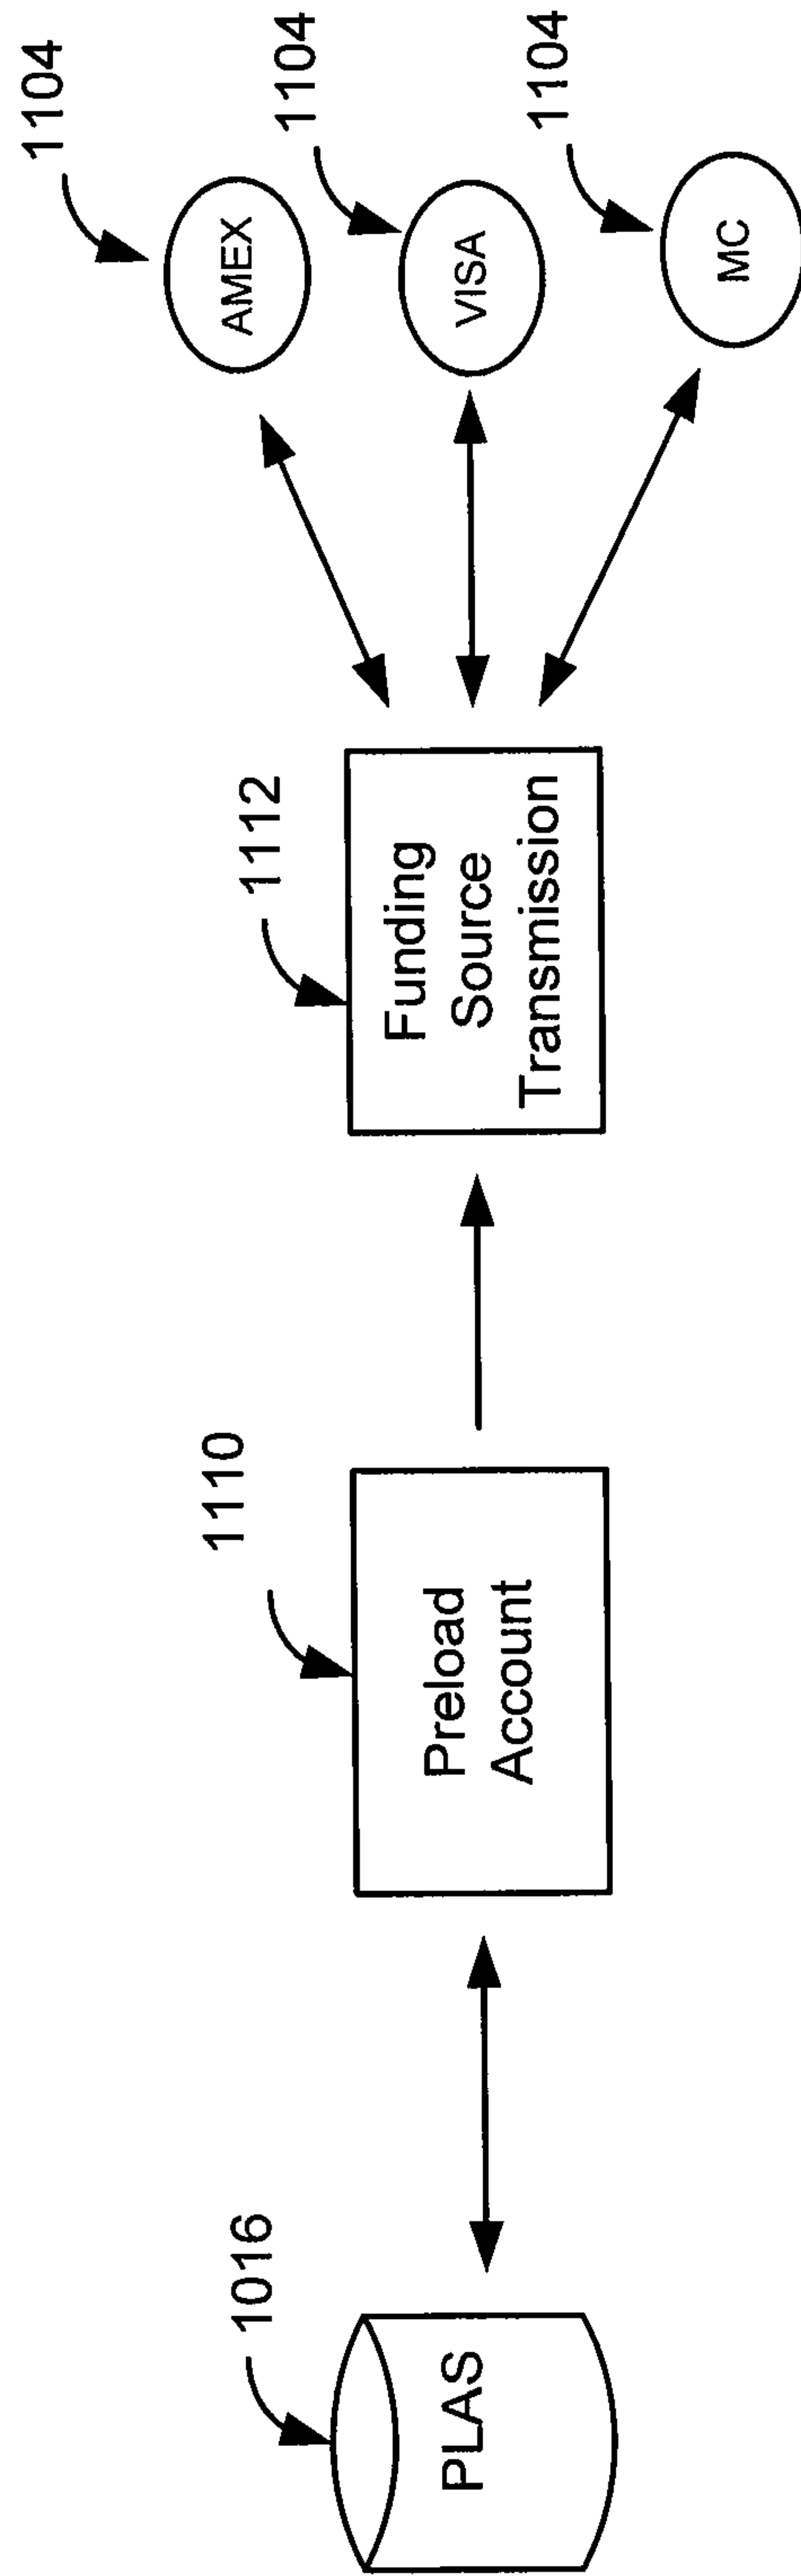 1016
PLAS
1110
Preload
Account
1112
Funding
Source
Transmission
1104
AMEX
1104
VISA
1104
MC